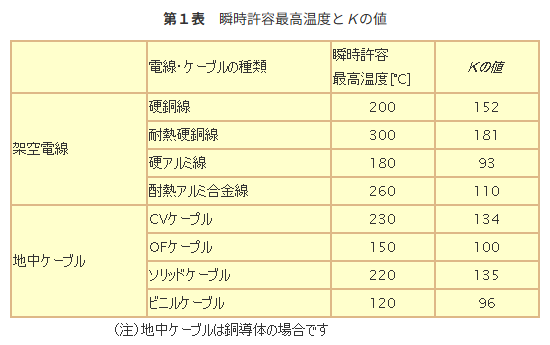 第1表 瞬時許容最高温度とKの値
電線・ケーブルの種類 瞬時許容
最高温度[℃] Kの値
架空電線
硬銅線 200 152
耐熱硬銅線 300 181
硬アルミ線 180 93
耐熱アルミ合金線 260 110
地中ケーブル
CVケーブル 230 134
OFケーブル 150 100
ソリッドケーブル 220 135
ビニルケーブル 120 96
(注)地中ケーブルは銅導体の場合です